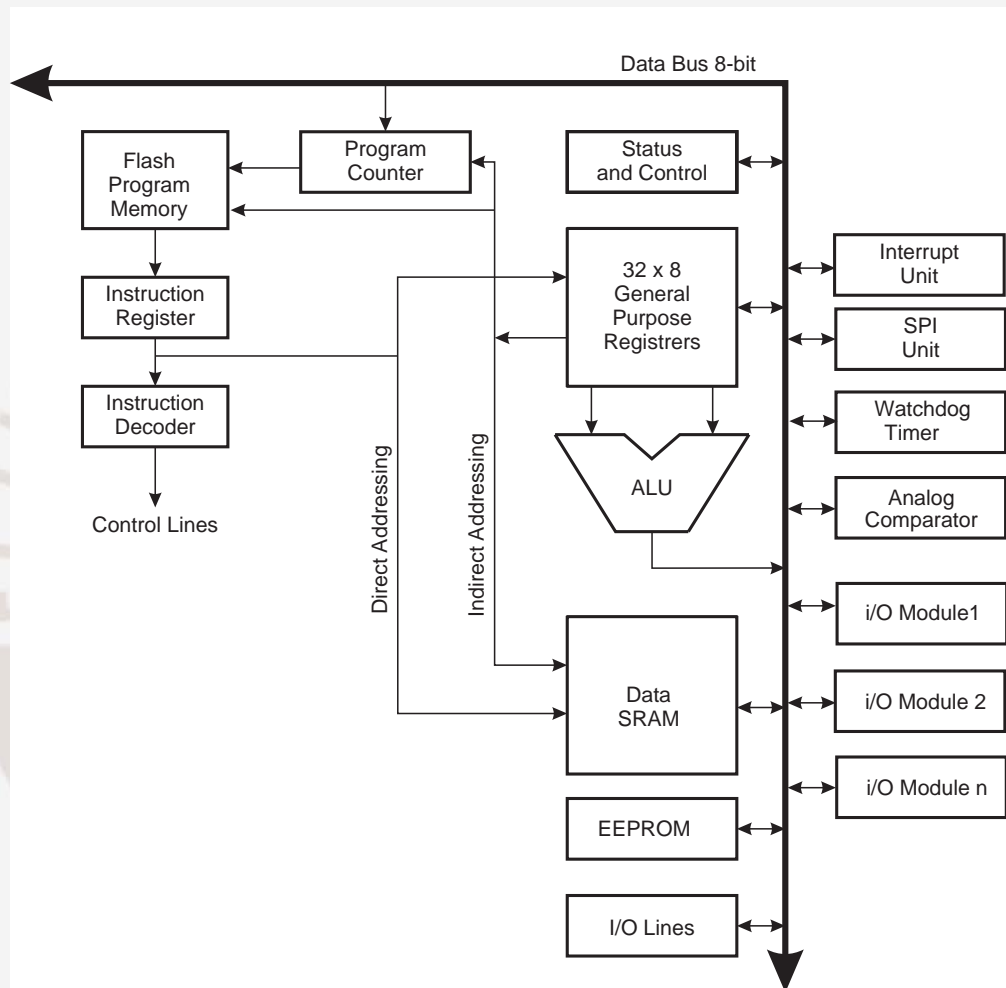 Data Bus 8-bit
Flash
Program
Memory
Program
Counter
Status
and Control
Instruction
Register
32 x 8
General
Purpose
Registrers
Interrupt
Unit
SPI
Unit
Instruction
Decoder
Watchdog
Timer
Direct Addressing
Indirect Addressing
ALU
Analog
Comparator
Control Lines
i/O Module1
Data
SRAM
i/O Module 2
i/O Module n
EEPROM
I/O Lines